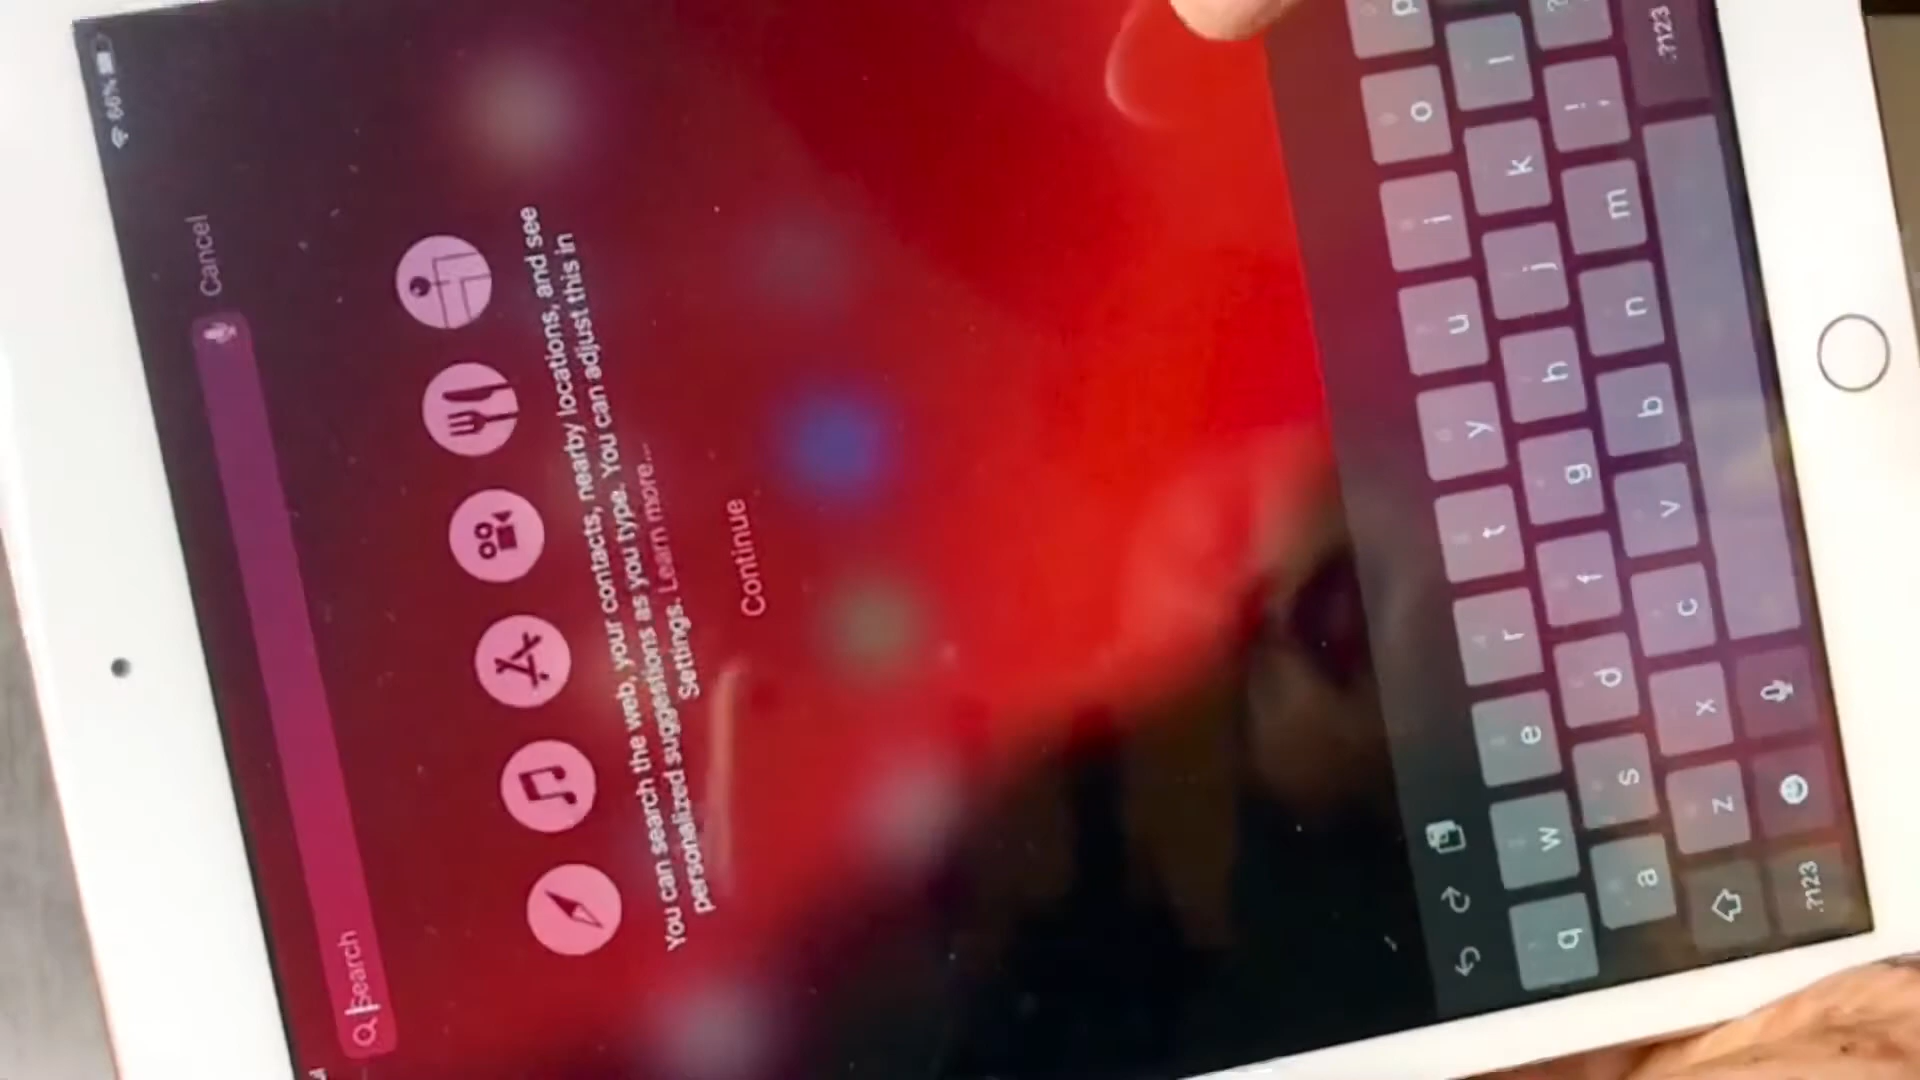 66%
Search
Cancel
You can search the web, your contacts, nearby locations, and see
personalized suggestions as you type. You can adjust this in
Settings. Learn more...
Continue
q w e r t y u i o p
a s d f g h j k l
z x c v b n m ! , ?
.?123 .?123